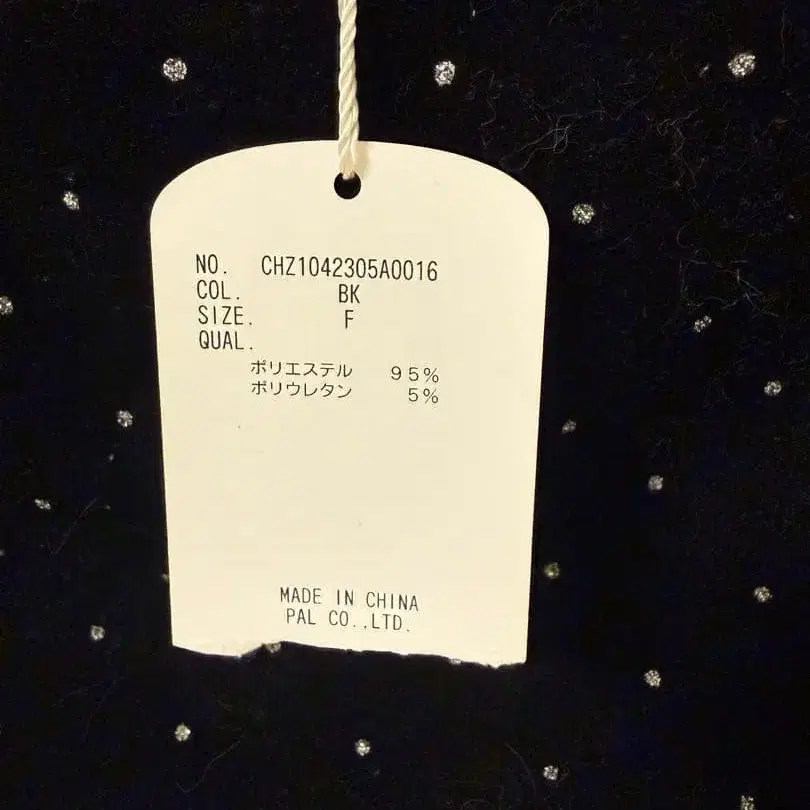 NO. CHZ1042305A0016
COL. BK
SIZE. F
QUAL.
ポリエステル 95%
ポリウレタン 5%
MADE IN CHINA
PAL CO.,LTD.